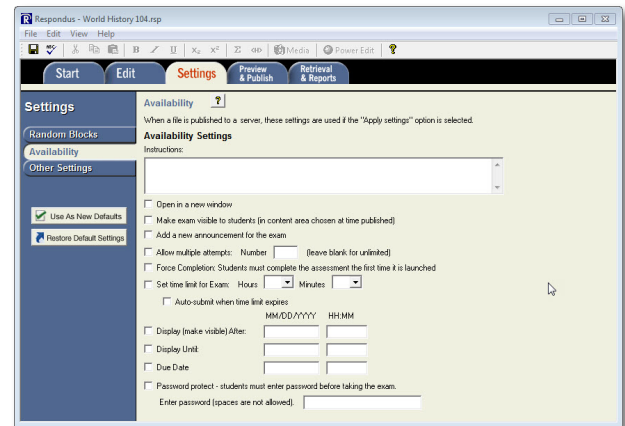 Respondus - World History 104.rsp
File Edit View Help
ABC B I U X₂ X² Σ Media Power Edit ?
Start Edit Settings Preview & Publish Retrieval & Reports
Settings
Random Blocks
Availability
Other Settings
Use As New Defaults
Restore Default Settings
Availability ?
When a file is published to a server, these settings are used if the "Apply settings" option is selected.
Availability Settings
Instructions:
Open in a new window
Make exam visible to students (in content area chosen at time published)
Add a new announcement for the exam
Allow multiple attempts: Number (leave blank for unlimited)
Force Completion: Students must complete the assessment the first time it is launched
Set time limit for Exam: Hours Minutes
Auto-submit when time limit expires
MM/DD/YYYY HH:MM
Display (make visible) After:
Display Until:
Due Date
Password protect - students must enter password before taking the exam.
Enter password (spaces are not allowed).